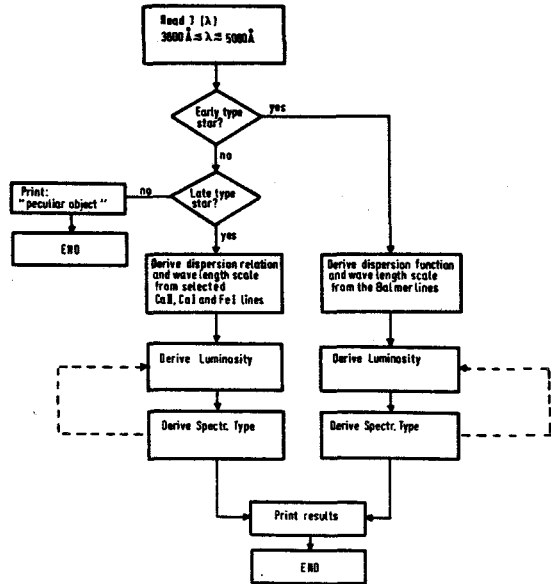 Read I (λ)
3600Å ≤ λ ≤ 5000Å
Early type
star?
yes
no
Late type
star?
no
yes
Print:
"peculiar object"
END
Derive dispersion relation
and wave length scale
from selected
CaII, CaI and FeI lines
Derive dispersion function
and wave length scale
from the Balmer lines
Derive Luminosity
Derive Luminosity
Derive Spectr. Type
Derive Spectr. Type
Print results
END